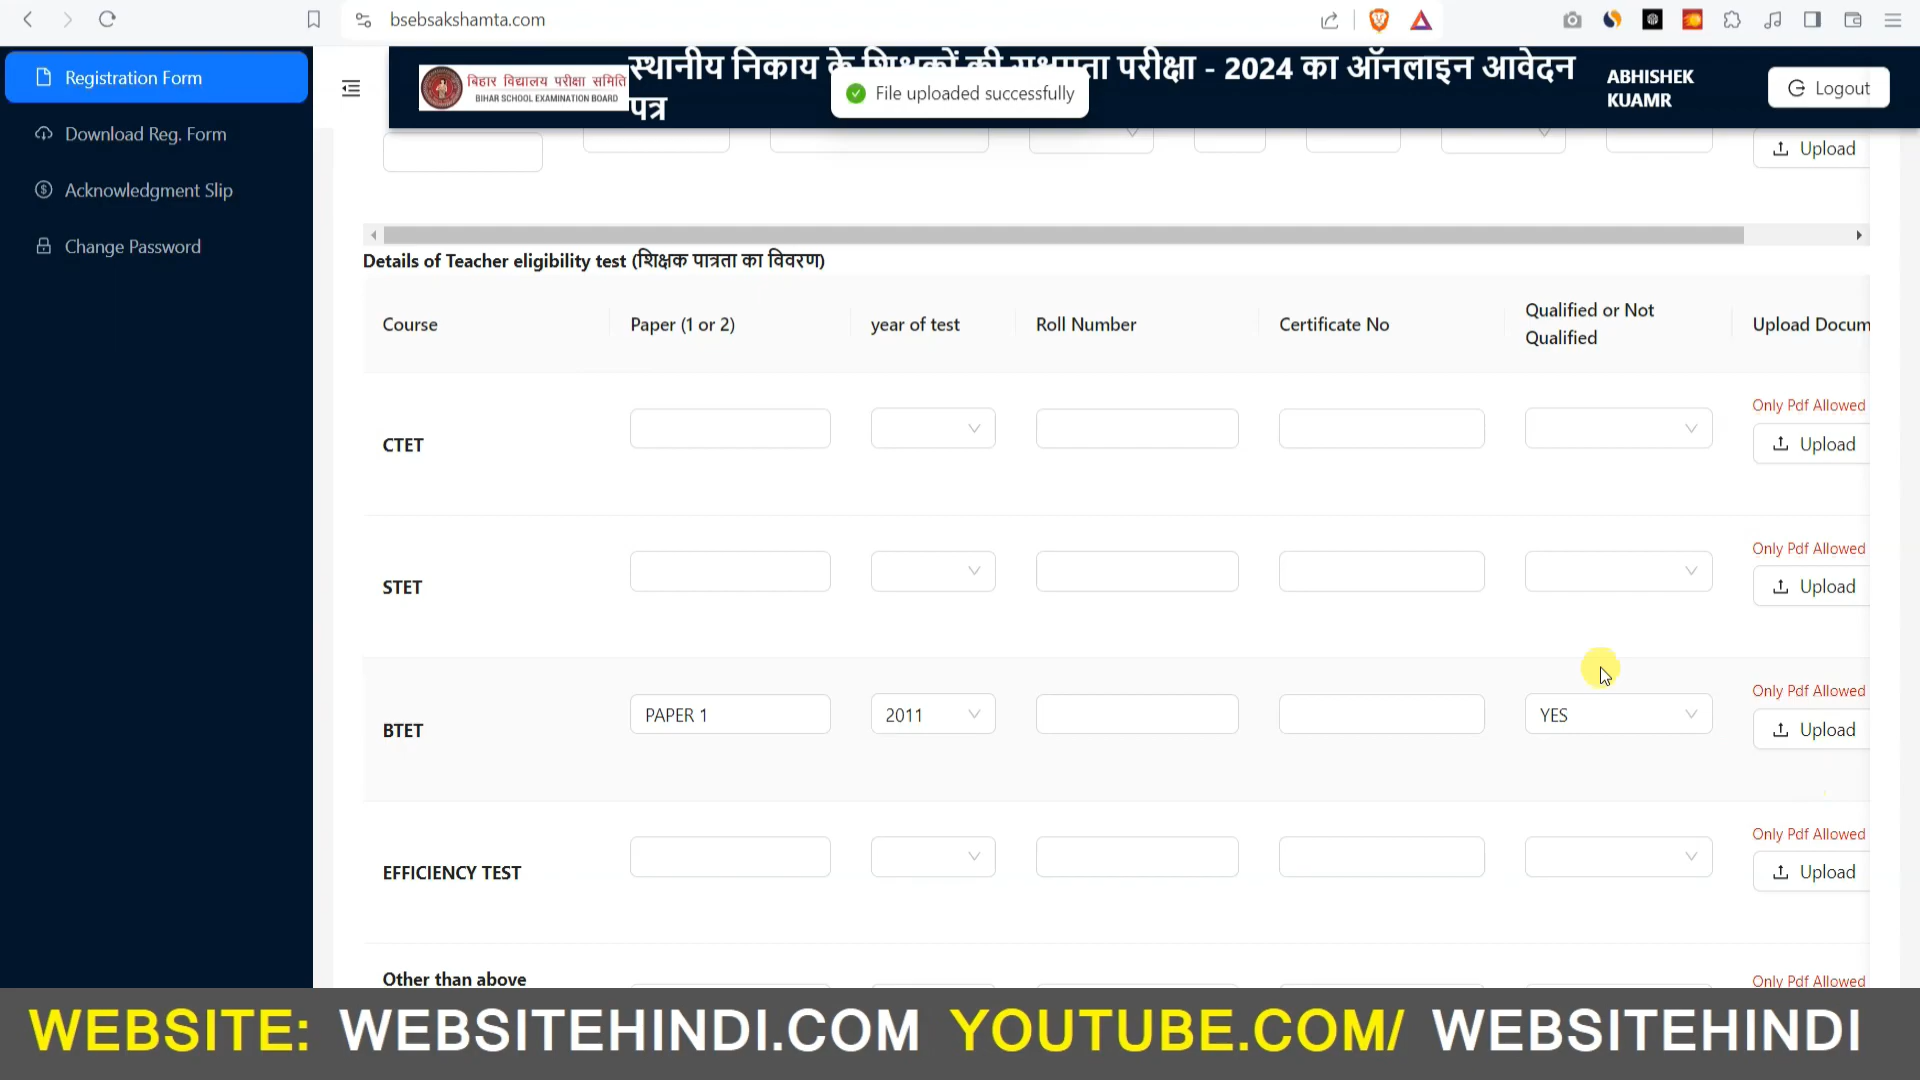 bsebsakshamta.com
Registration Form
Download Reg. Form
Acknowledgment Slip
Change Password
बिहार विद्यालय परीक्षा समिति
BIHAR SCHOOL EXAMINATION BOARD
स्थानीय निकाय के शिक्षकों की सक्षमता परीक्षा - 2024 का ऑनलाइन आवेदन
पत्र
File uploaded successfully
ABHISHEK
KUAMR
Logout
Upload
Details of Teacher eligibility test (शिक्षक पात्रता का विवरण)
Course
Paper (1 or 2)
year of test
Roll Number
Certificate No
Qualified or Not
Qualified
Upload Docum
CTET
Only Pdf Allowed
Upload
STET
Only Pdf Allowed
Upload
BTET
PAPER 1
2011
YES
Only Pdf Allowed
Upload
EFFICIENCY TEST
Only Pdf Allowed
Upload
Other than above
Only Pdf Allowed
WEBSITE: WEBSITEHINDI.COM YOUTUBE.COM/ WEBSITEHINDI